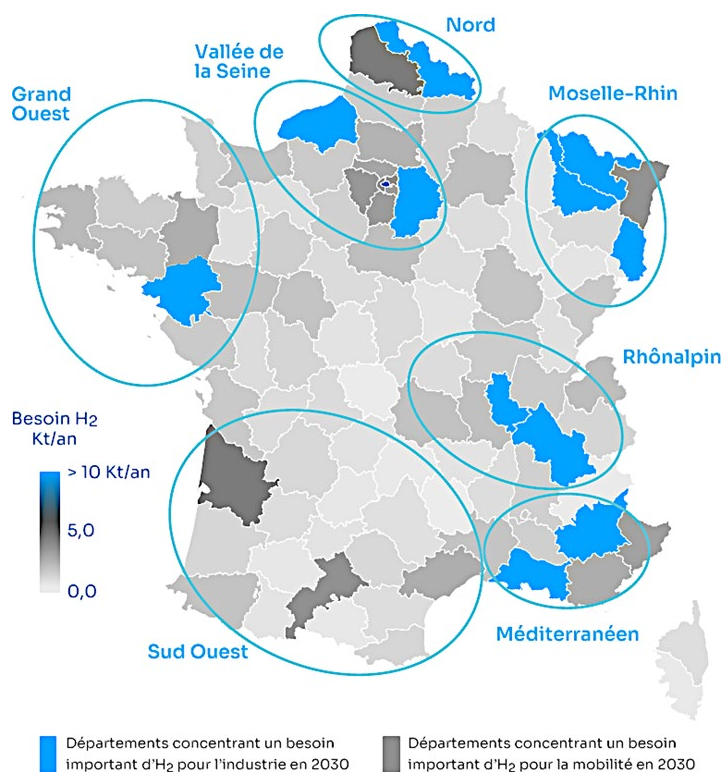 Nord
Vallée de
la Seine
Grand
Ouest
Moselle-Rhin
Rhônalpin
Besoin H2
Kt/an
> 10 Kt/an
5,0
0,0
Sud Ouest
Méditerranéen
Départements concentrant un besoin
important d’H2 pour l’industrie en 2030
Départements concentrant un besoin
important d’H2 pour la mobilité en 2030